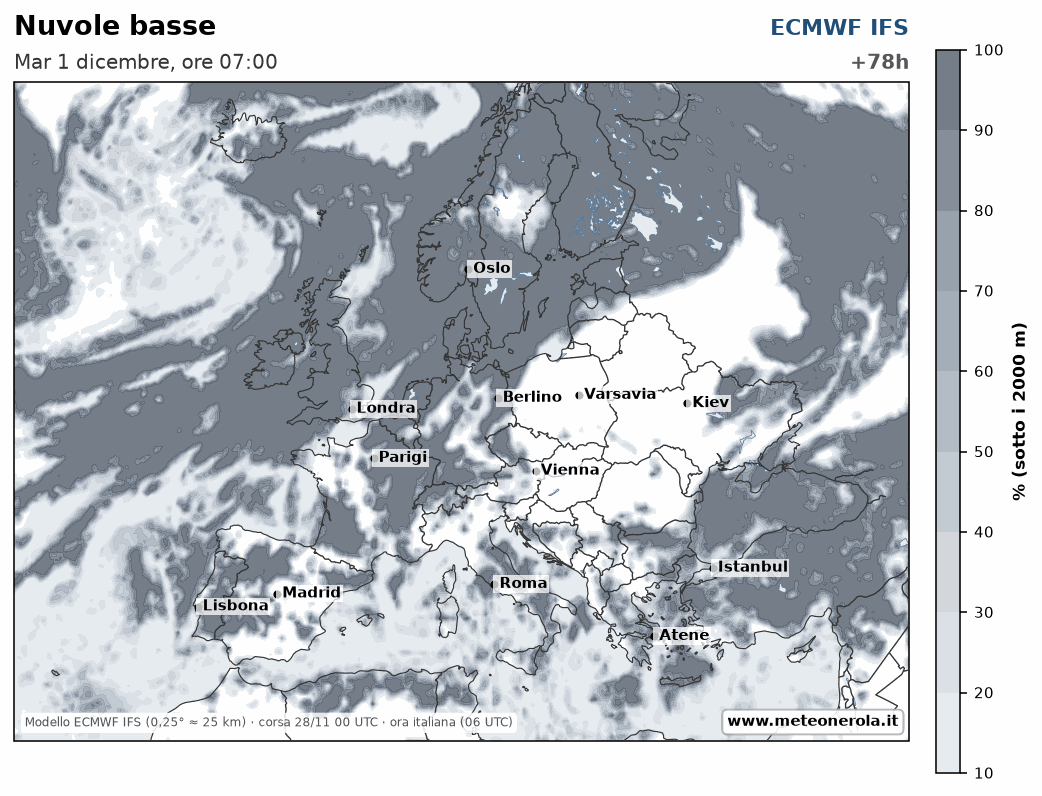 Nuvole basse
ECMWF IFS
Mar 1 dicembre, ore 07:00
+78h
Oslo
Londra
Berlino
Varsavia
Kiev
Parigi
Vienna
Istanbul
Roma
Madrid
Lisbona
Atene
Modello ECMWF IFS (0,25° ≈ 25 km) · corsa 28/11 00 UTC · ora italiana (06 UTC)
www.meteonerola.it
100
90
80
70
60
50
40
30
20
10
% (sotto i 2000 m)